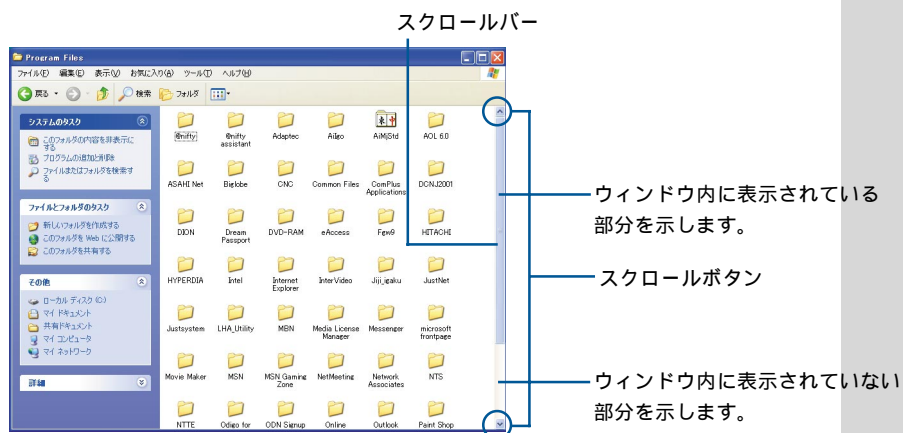 スクロールバー
Program Files
ファイル(F) 編集(E) 表示(V) お気に入り(A) ツール(T) ヘルプ(H)
戻る 検索 フォルダ
システムのタスク
このフォルダの内容を非表示に
する
プログラムの追加と削除
ファイルまたはフォルダを検索す
る
ファイルとフォルダのタスク
新しいフォルダを作成する
このフォルダを Web に公開する
このフォルダを共有する
その他
ローカル ディスク (C)
マイ ドキュメント
共有ドキュメント
マイ コンピュータ
マイ ネットワーク
詳細
@nifty
@nifty
assistant
Adaptec
Ailgo
AiMjStd
AOL 6.0
ASAHI Net
Biglobe
CNC
Common Files
ComPlus
Applications
DCNJ2001
DION
Dream
Passport
DVD-RAM
eAccess
Fgw9
HITACHI
HYPERDIA
Intel
Internet
Explorer
InterVideo
Jiji_igaku
JustNet
Justsystem
LHA_Utility
MBN
Media License
Manager
Messenger
microsoft
frontpage
Movie Maker
MSN
MSN Gaming
Zone
NetMeeting
Network
Associates
NTS
NTTE
Odigo for
ODN Signup
Online
Outlook
Paint Shop
ウィンドウ内に表示されている
部分を示します。
スクロールボタン
ウィンドウ内に表示されていない
部分を示します。